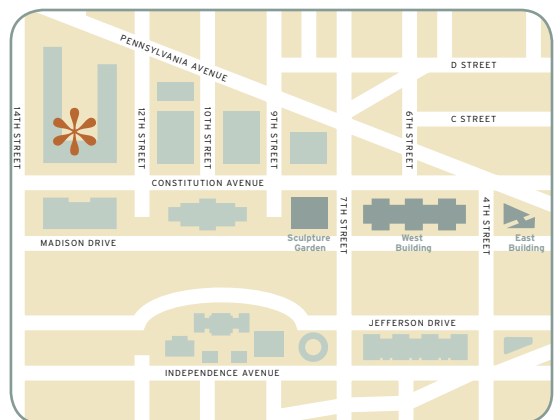 PENNSYLVANIA AVENUE
D STREET
C STREET
14TH STREET
12TH STREET
10TH STREET
9TH STREET
6TH STREET
CONSTITUTION AVENUE
7TH STREET
4TH STREET
MADISON DRIVE
Sculpture
Garden
West
Building
East
Building
JEFFERSON DRIVE
INDEPENDENCE AVENUE